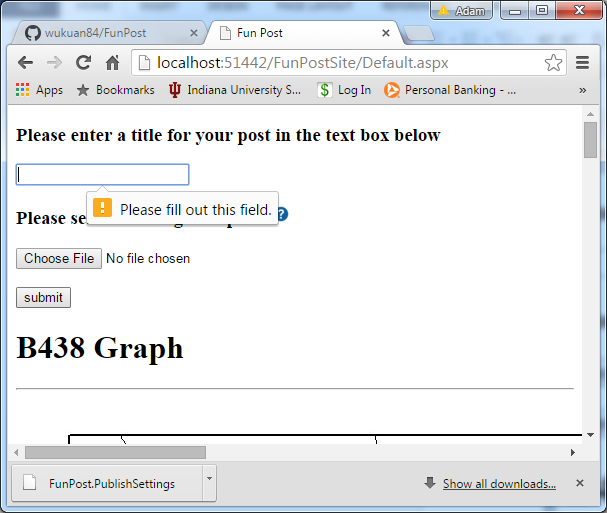 Adam
wukuan84/FunPost
Fun Post
localhost:51442/FunPostSite/Default.aspx
Apps Bookmarks Indiana University S... $ Log In Personal Banking - ... »
Please enter a title for your post in the text box below
! Please fill out this field.
Please se ?
Choose File No file chosen
submit
B438 Graph
FunPost.PublishSettings
Show all downloads...